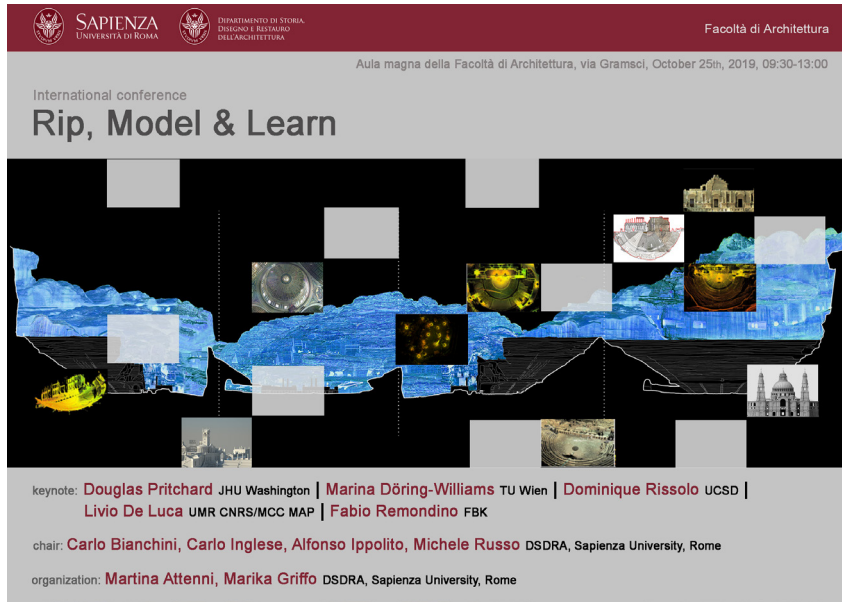 SAPIENZA
UNIVERSITÀ DI ROMA
DIPARTIMENTO DI STORIA,
DISEGNO E RESTAURO
DELL'ARCHITETTURA
Facoltà di Architettura
Aula magna della Facoltà di Architettura, via Gramsci, October 25th, 2019, 09:30-13:00
International conference
Rip, Model & Learn
keynote: Douglas Pritchard JHU Washington | Marina Döring-Williams TU Wien | Dominique Rissolo UCSD |
Livio De Luca UMR CNRS/MCC MAP | Fabio Remondino FBK
chair: Carlo Bianchini, Carlo Inglese, Alfonso Ippolito, Michele Russo DSDRA, Sapienza University, Rome
organization: Martina Attenni, Marika Griffo DSDRA, Sapienza University, Rome